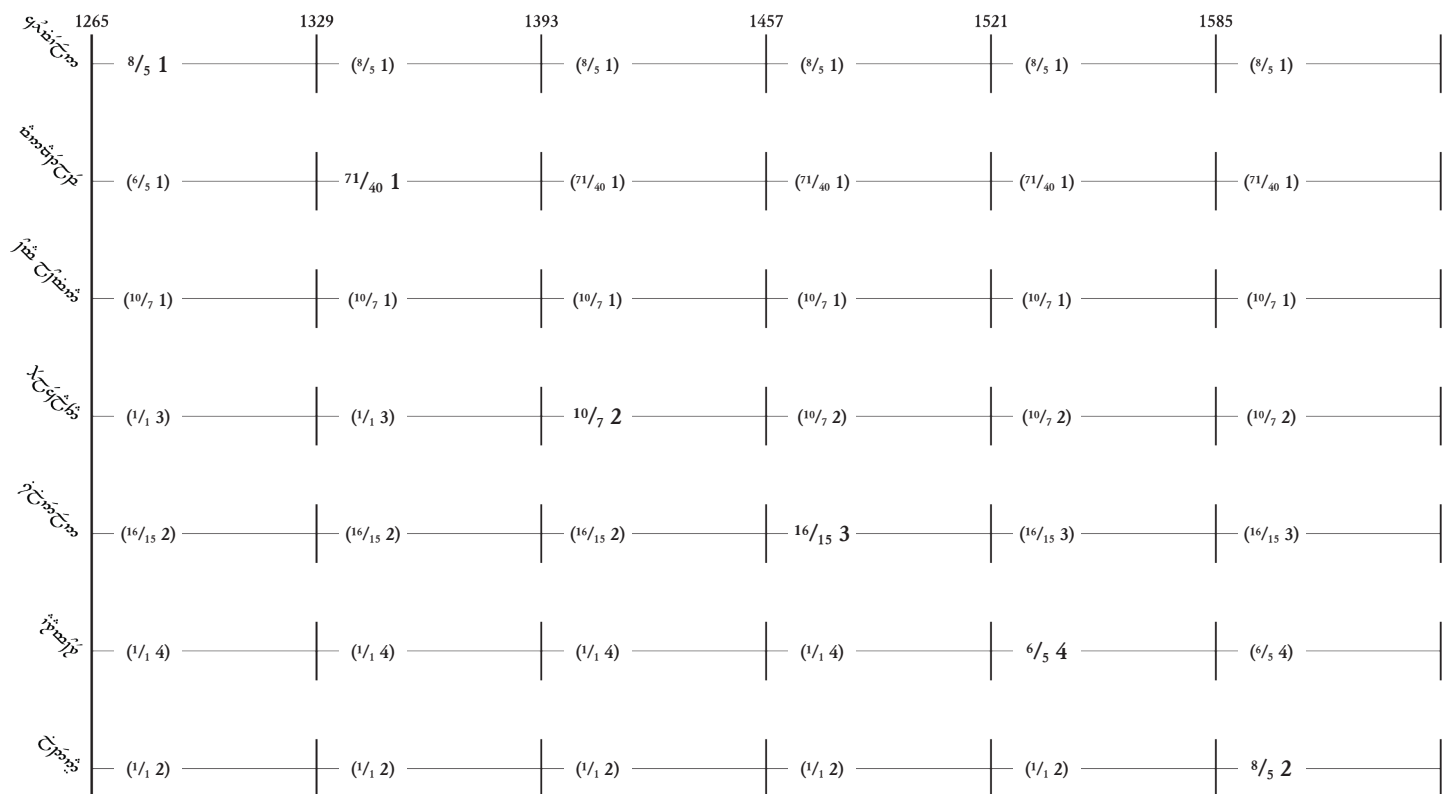 1265 1329 1393 1457 1521 1585
8/5 1 (8/5 1) (8/5 1) (8/5 1) (8/5 1) (8/5 1)
(6/5 1) 71/40 1 (71/40 1) (71/40 1) (71/40 1) (71/40 1)
(10/7 1) (10/7 1) (10/7 1) (10/7 1) (10/7 1) (10/7 1)
(1/1 3) (1/1 3) 10/7 2 (10/7 2) (10/7 2) (10/7 2)
(16/15 2) (16/15 2) (16/15 2) 16/15 3 (16/15 3) (16/15 3)
(1/1 4) (1/1 4) (1/1 4) (1/1 4) 6/5 4 (6/5 4)
(1/1 2) (1/1 2) (1/1 2) (1/1 2) (1/1 2) 8/5 2